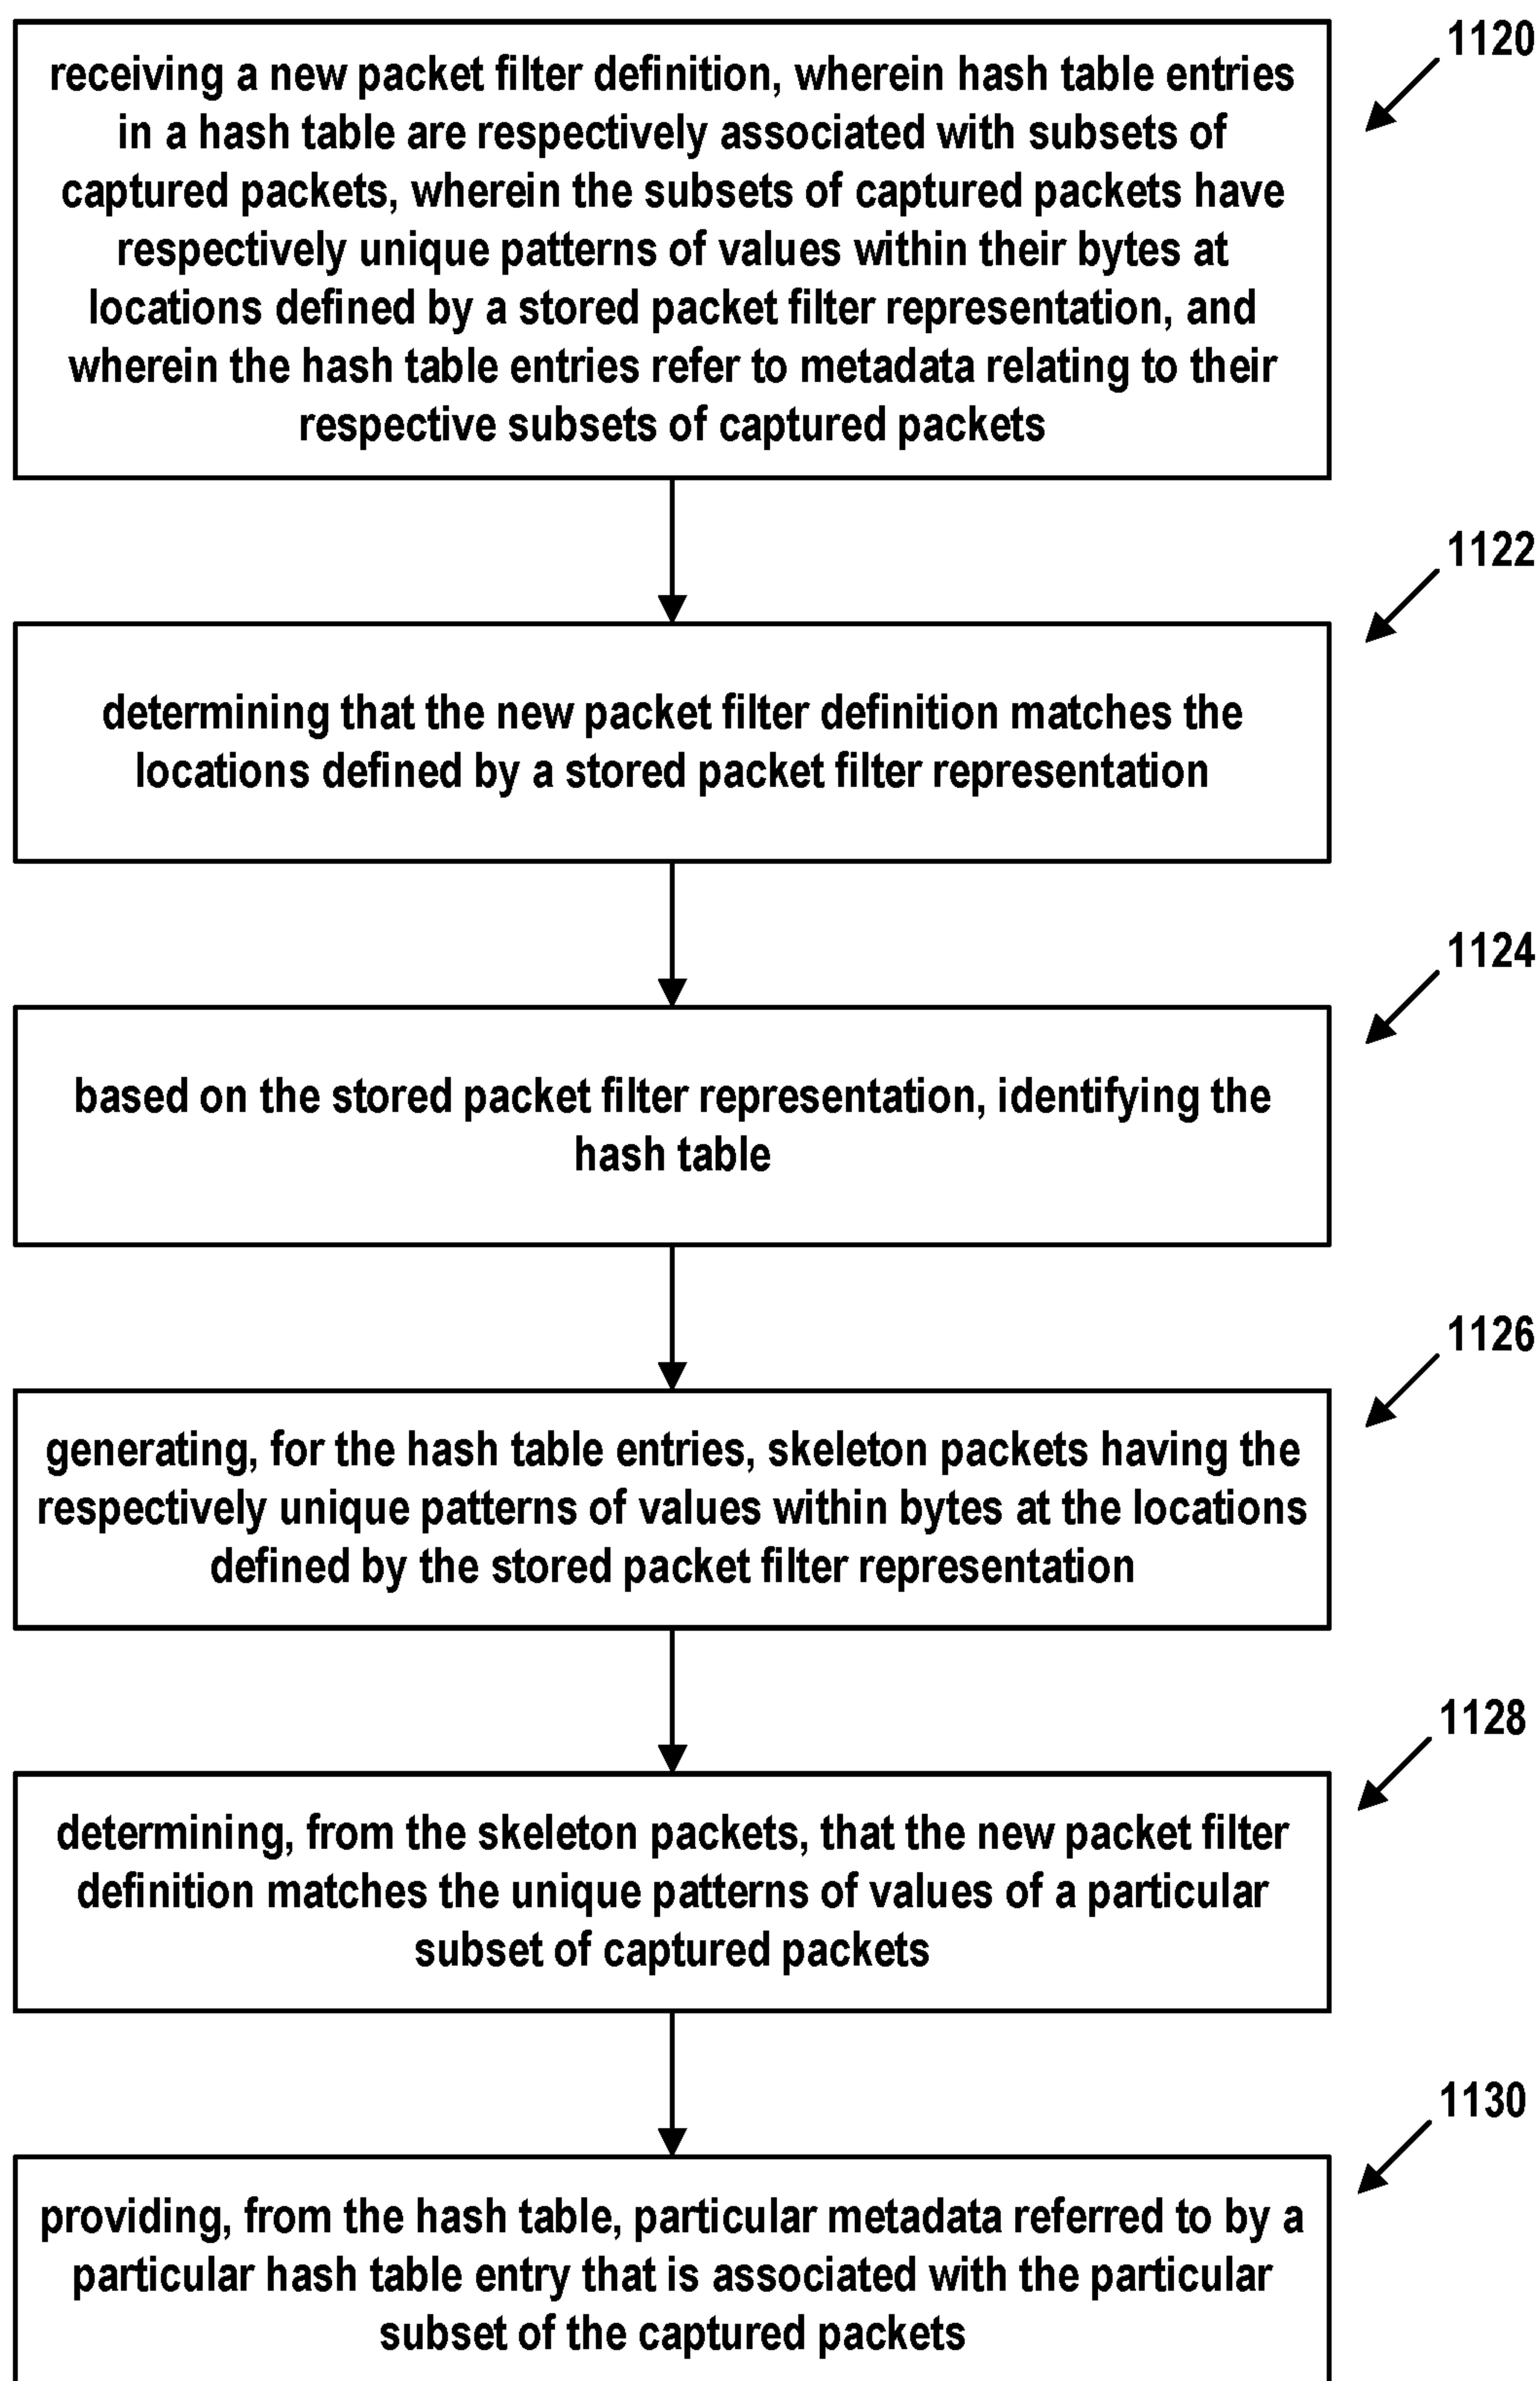 1120
receiving a new packet filter definition, wherein hash table entries
in a hash table are respectively associated with subsets of
captured packets, wherein the subsets of captured packets have
respectively unique patterns of values within their bytes at
locations defined by a stored packet filter representation, and
wherein the hash table entries refer to metadata relating to their
respective subsets of captured packets
1122
determining that the new packet filter definition matches the
locations defined by a stored packet filter representation
1124
based on the stored packet filter representation, identifying the
hash table
1126
generating, for the hash table entries, skeleton packets having the
respectively unique patterns of values within bytes at the locations
defined by the stored packet filter representation
1128
determining, from the skeleton packets, that the new packet filter
definition matches the unique patterns of values of a particular
subset of captured packets
1130
providing, from the hash table, particular metadata referred to by a
particular hash table entry that is associated with the particular
subset of the captured packets